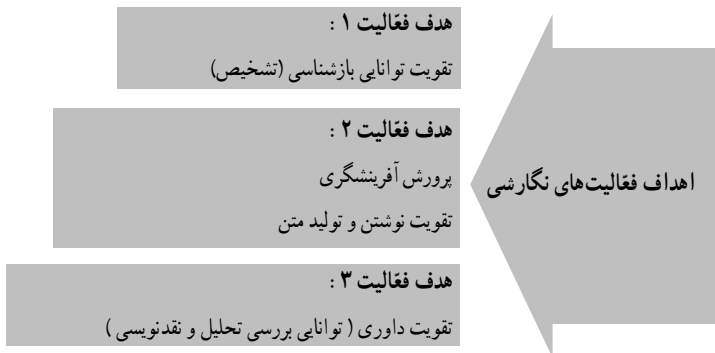 اهداف فعّالیت‌های نگارشی
هدف فعّالیت ۱ :
تقویت توانایی بازشناسی (تشخیص)
هدف فعّالیت ۲ :
پرورش آفرینشگری
تقویت نوشتن و تولید متن
هدف فعّالیت ۳ :
تقویت داوری ( توانایی بررسی تحلیل و نقدنویسی )